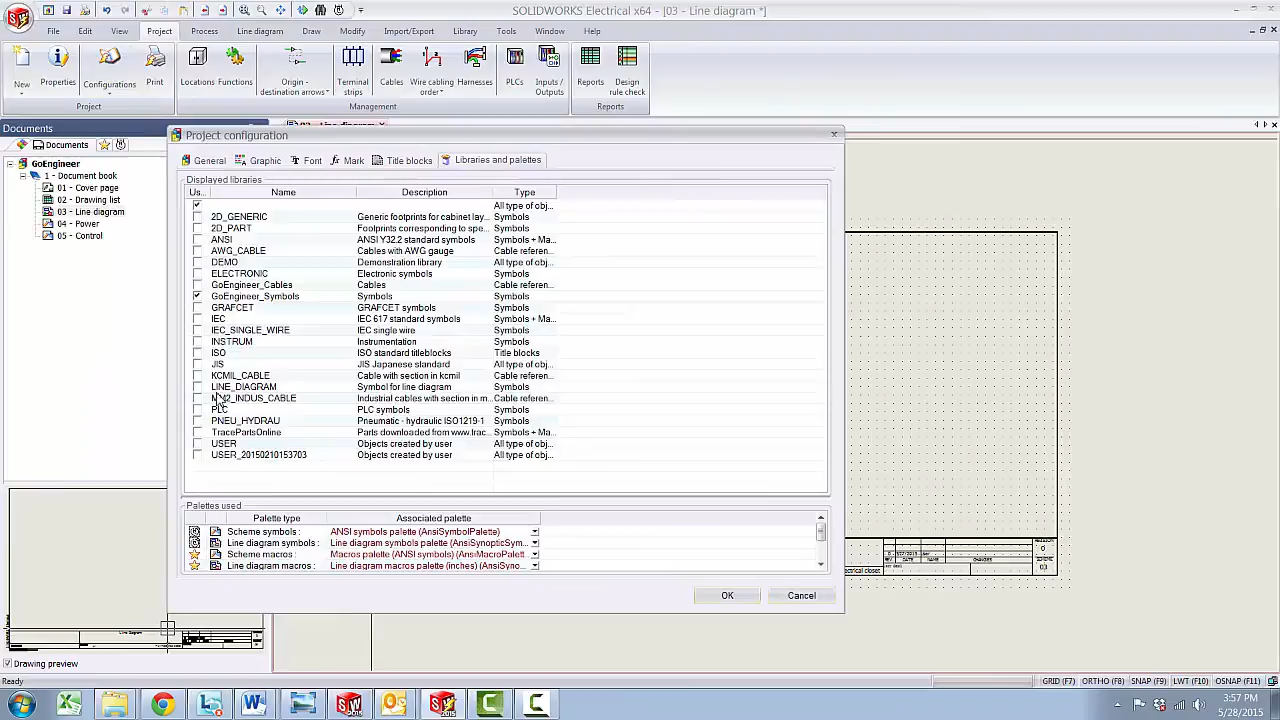 SOLIDWORKS Electrical x64 - [03 - Line diagram *]
File Edit View Project Process Line diagram Draw Modify Import/Export Library Tools Window Help
New Properties Configurations Print Locations Functions Origin - destination arrows Terminal strips Cables Wire cabling order Harnesses PLCs Inputs / Outputs Reports Design rule check
Project Management Reports
Documents
Documents
GoEngineer
1 - Document book
01 - Cover page
02 - Drawing list
03 - Line diagram
04 - Power
05 - Control
Project configuration
General Graphic Font Mark Title blocks Libraries and palettes
Displayed libraries
Us... Name Description Type
All type of obj...
2D_GENERIC Generic footprints for cabinet lay... Symbols
2D_PART Footprints corresponding to spe... Symbols
ANSI ANSI Y32.2 standard symbols Symbols + Ma...
AWG_CABLE Cables with AWG gauge Cable referen...
DEMO Demonstration library All type of obj...
ELECTRONIC Electronic symbols Symbols
GoEngineer_Cables Cables Cable referen...
GoEngineer_Symbols Symbols Symbols
GRAFCET GRAFCET symbols Symbols
IEC IEC 617 standard symbols Symbols + Ma...
IEC_SINGLE_WIRE IEC single wire Symbols
INSTRUM Instrumentation Symbols
ISO ISO standard titleblocks Title blocks
JIS JIS Japanese standard All type of obj...
KCMIL_CABLE Cable with section in kcmil Cable referen...
LINE_DIAGRAM Symbol for line diagram Symbols
MM2_INDUS_CABLE Industrial cables with section in m... Cable referen...
PLC PLC symbols Symbols
PNEU_HYDRAU Pneumatic - hydraulic ISO1219-1 Symbols
TracePartsOnline Parts downloaded from www.trac... Symbols + Ma...
USER Objects created by user All type of obj...
USER_20150210153703 Objects created by user All type of obj...
Palettes used
Palette type Associated palette
Scheme symbols : ANSI symbols palette (AnsiSymbolPalette)
Line diagram symbols : Line diagram symbols palette (AnsiSynopticSym...
Scheme macros : Macros palette (ANSI symbols) (AnsiMacroPalett
Line diagram macros palette (inches) (AnsiSyno...
OK Cancel
DATE NAME CHANGES
Drawing preview
Ready
GRID (F7) ORTHO (F8) SNAP (F9) LWT (F10) OSNAP (F11)
3:57 PM
5/28/2015